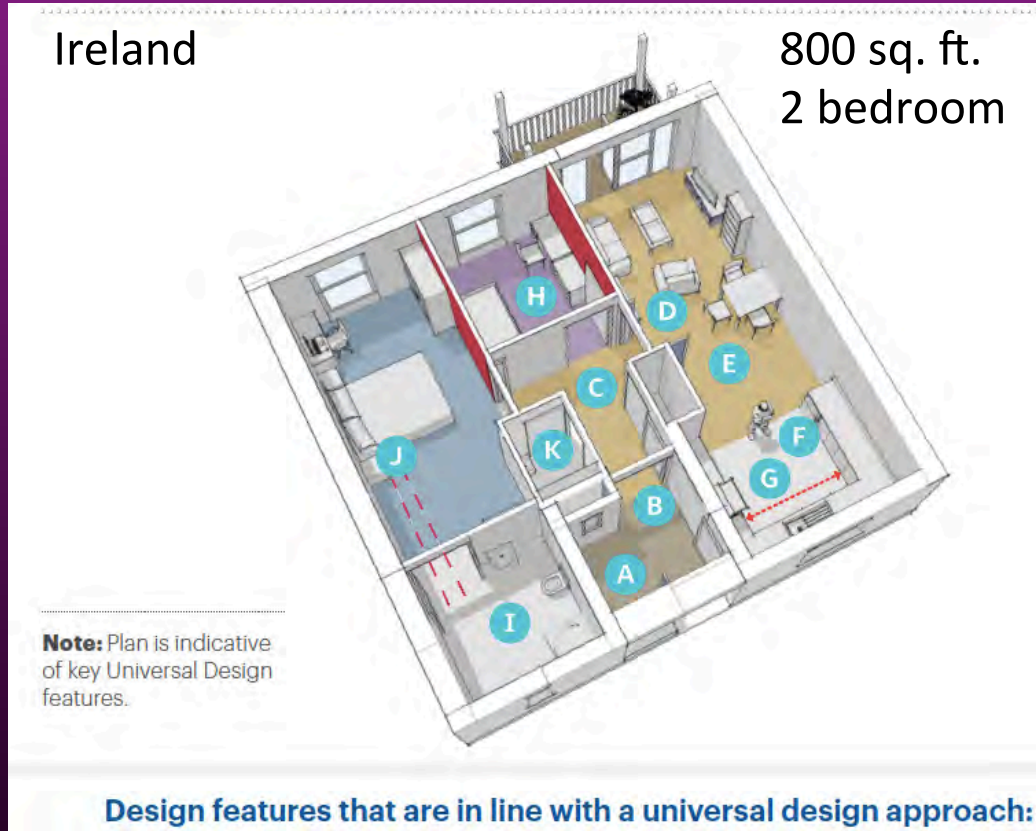 Ireland
800 sq. ft.
2 bedroom
H
D
E
C
F
J
K
G
B
A
I
Note: Plan is indicative
of key Universal Design
features.
Design features that are in line with a universal design approach: